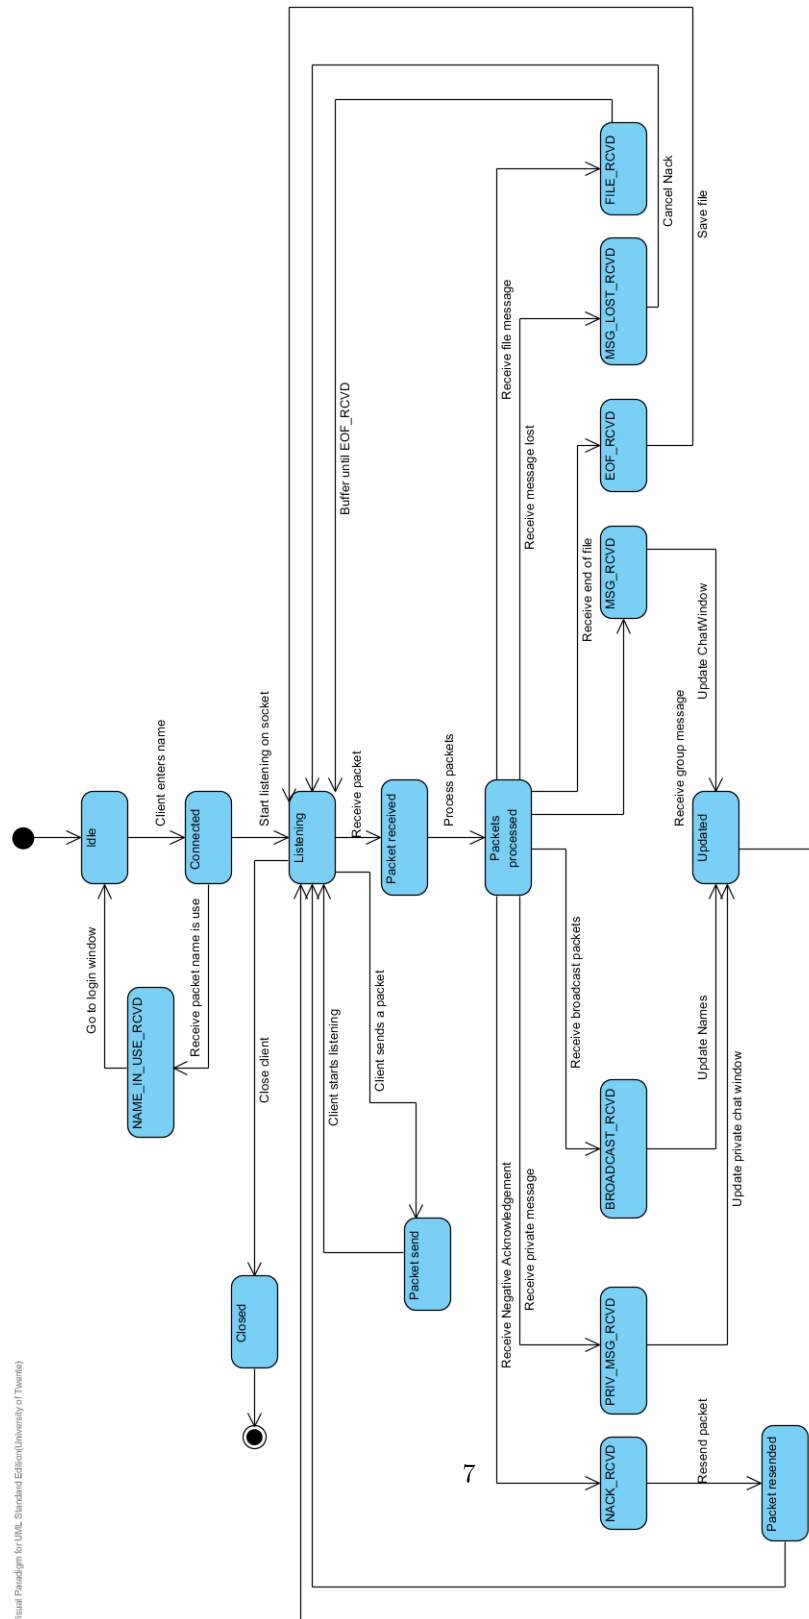 Visual Paradigm for UML Standard Edition(University of Twente)
Idle
Client enters name
Go to login window
NAME_IN_USE_RCVD
Receive packet name is use
Connected
Start listening on socket
Listening
Close client
Closed
Client starts listening
Client sends a packet
Packet send
Receive packet
Packet received
Process packets
Packets
processed
Buffer until EOF_RCVD
Receive file message
FILE_RCVD
Receive message lost
MSG_LOST_RCVD
Cancel Nack
Receive end of file
EOF_RCVD
Save file
MSG_RCVD
Receive group message
Update ChatWindow
Updated
Receive broadcast packets
BROADCAST_RCVD
Update Names
Receive private message
PRIV_MSG_RCVD
Update private chat window
Receive Negative Acknowledgement
NACK_RCVD
Resend packet
Packet resended
7